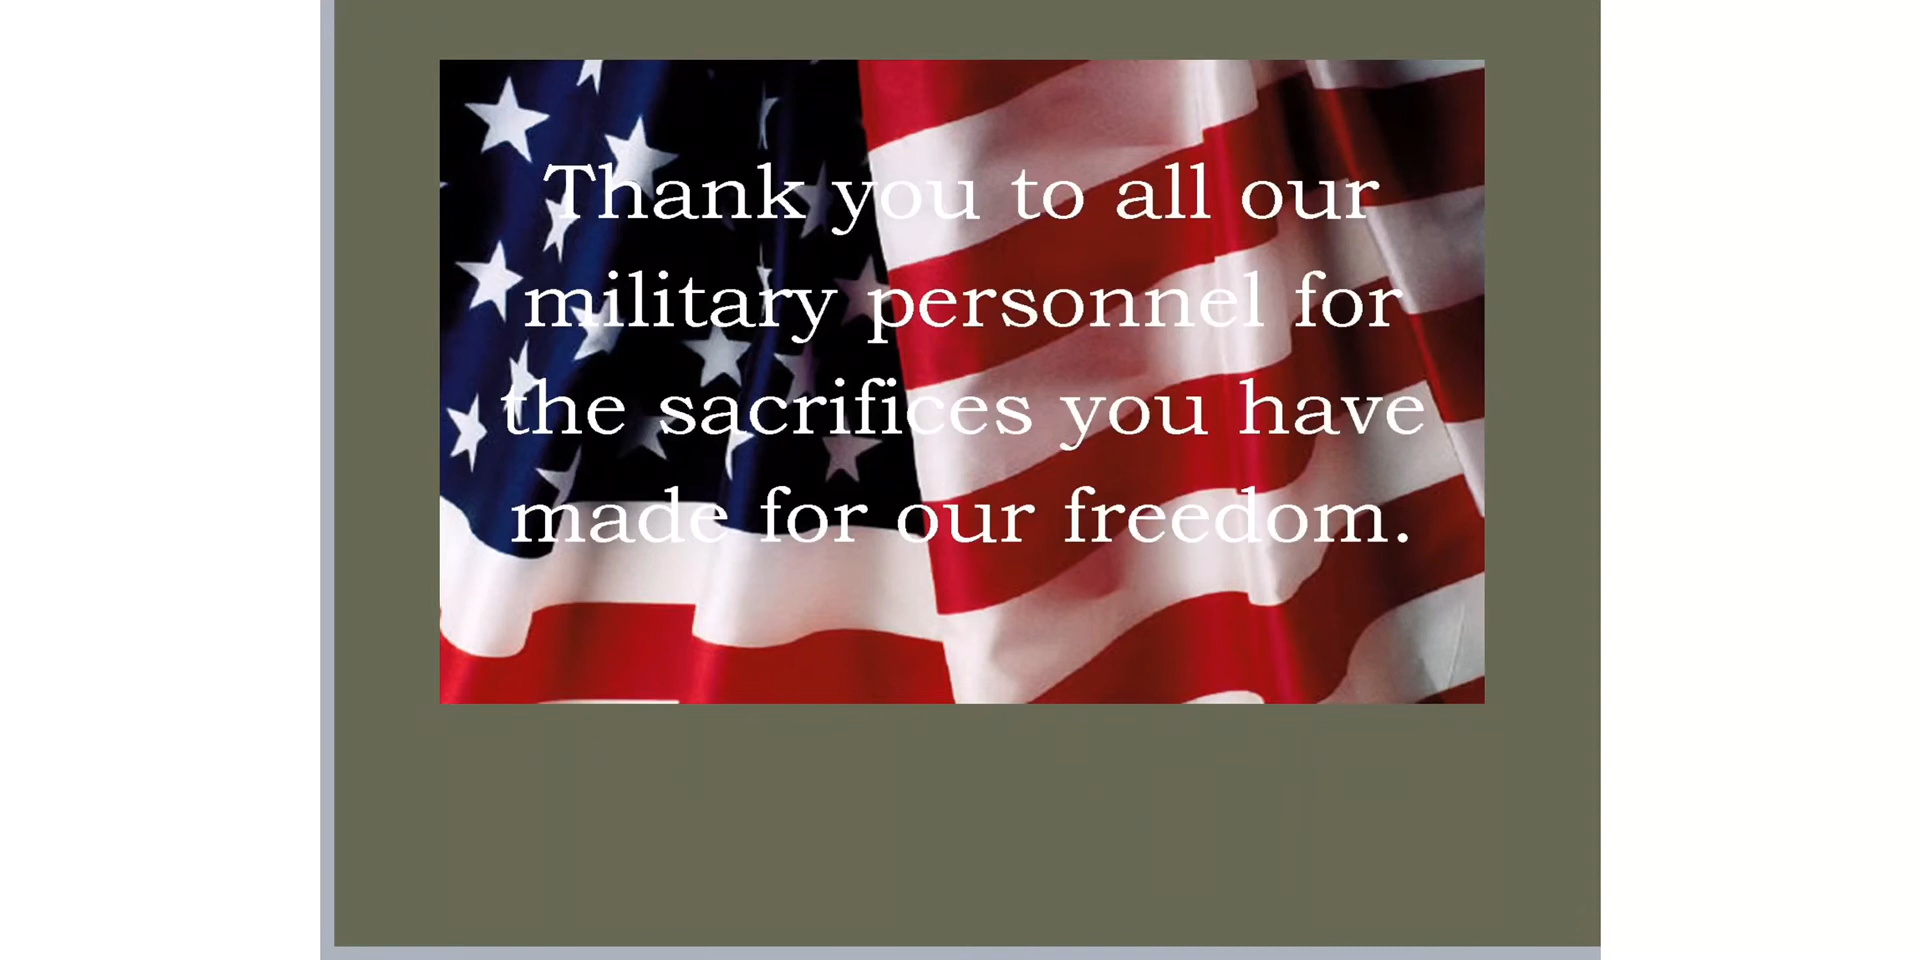 Thank you to all our
military personnel for
the sacrifices you have
made for our freedom.